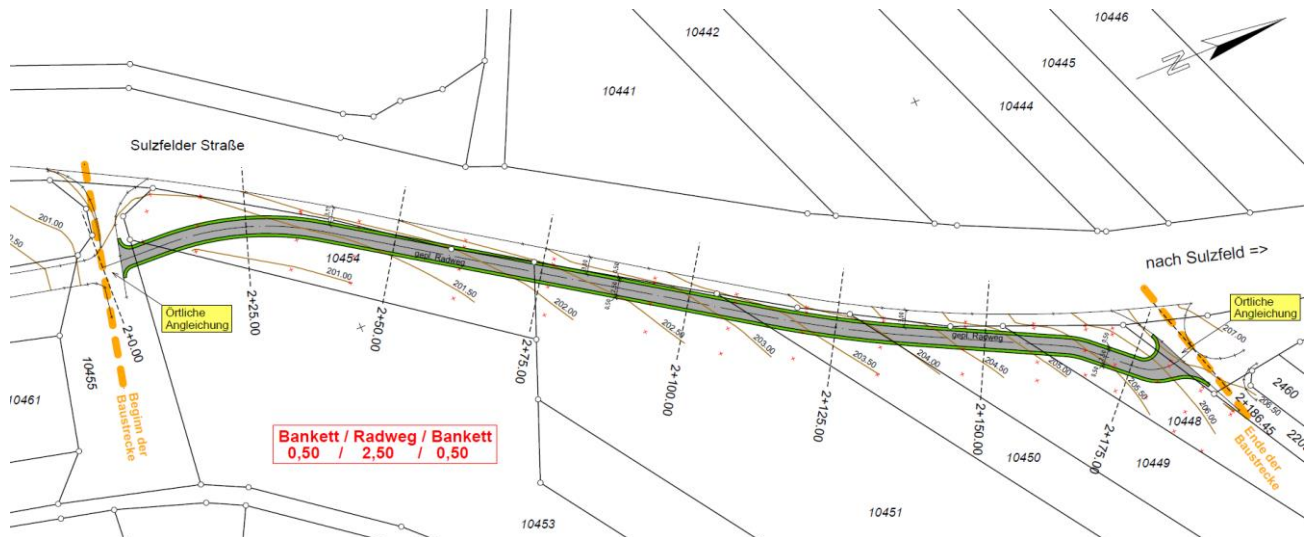 10442
10446
10445
10441
10444
N
Sulzfelder Straße
nach Sulzfeld =>
201.00
2.50
10454
gepl. Radweg
201.00
201.50
202.00
202.50
203.00
203.50
204.00
204.50
205.00
205.50
206.00
206.50
207.00
gepl. Radweg
Örtliche
Angleichung
Örtliche
Angleichung
2+0.00
2+25.00
2+50.00
2+75.00
2+100.00
2+125.00
2+150.00
2+175.00
2+186.45
10455
10461
Beginn der
Baustrecke
Bankett / Radweg / Bankett
0,50 / 2,50 / 0,50
10453
10451
10450
10449
10448
2460
220
Ende der
Baustrecke